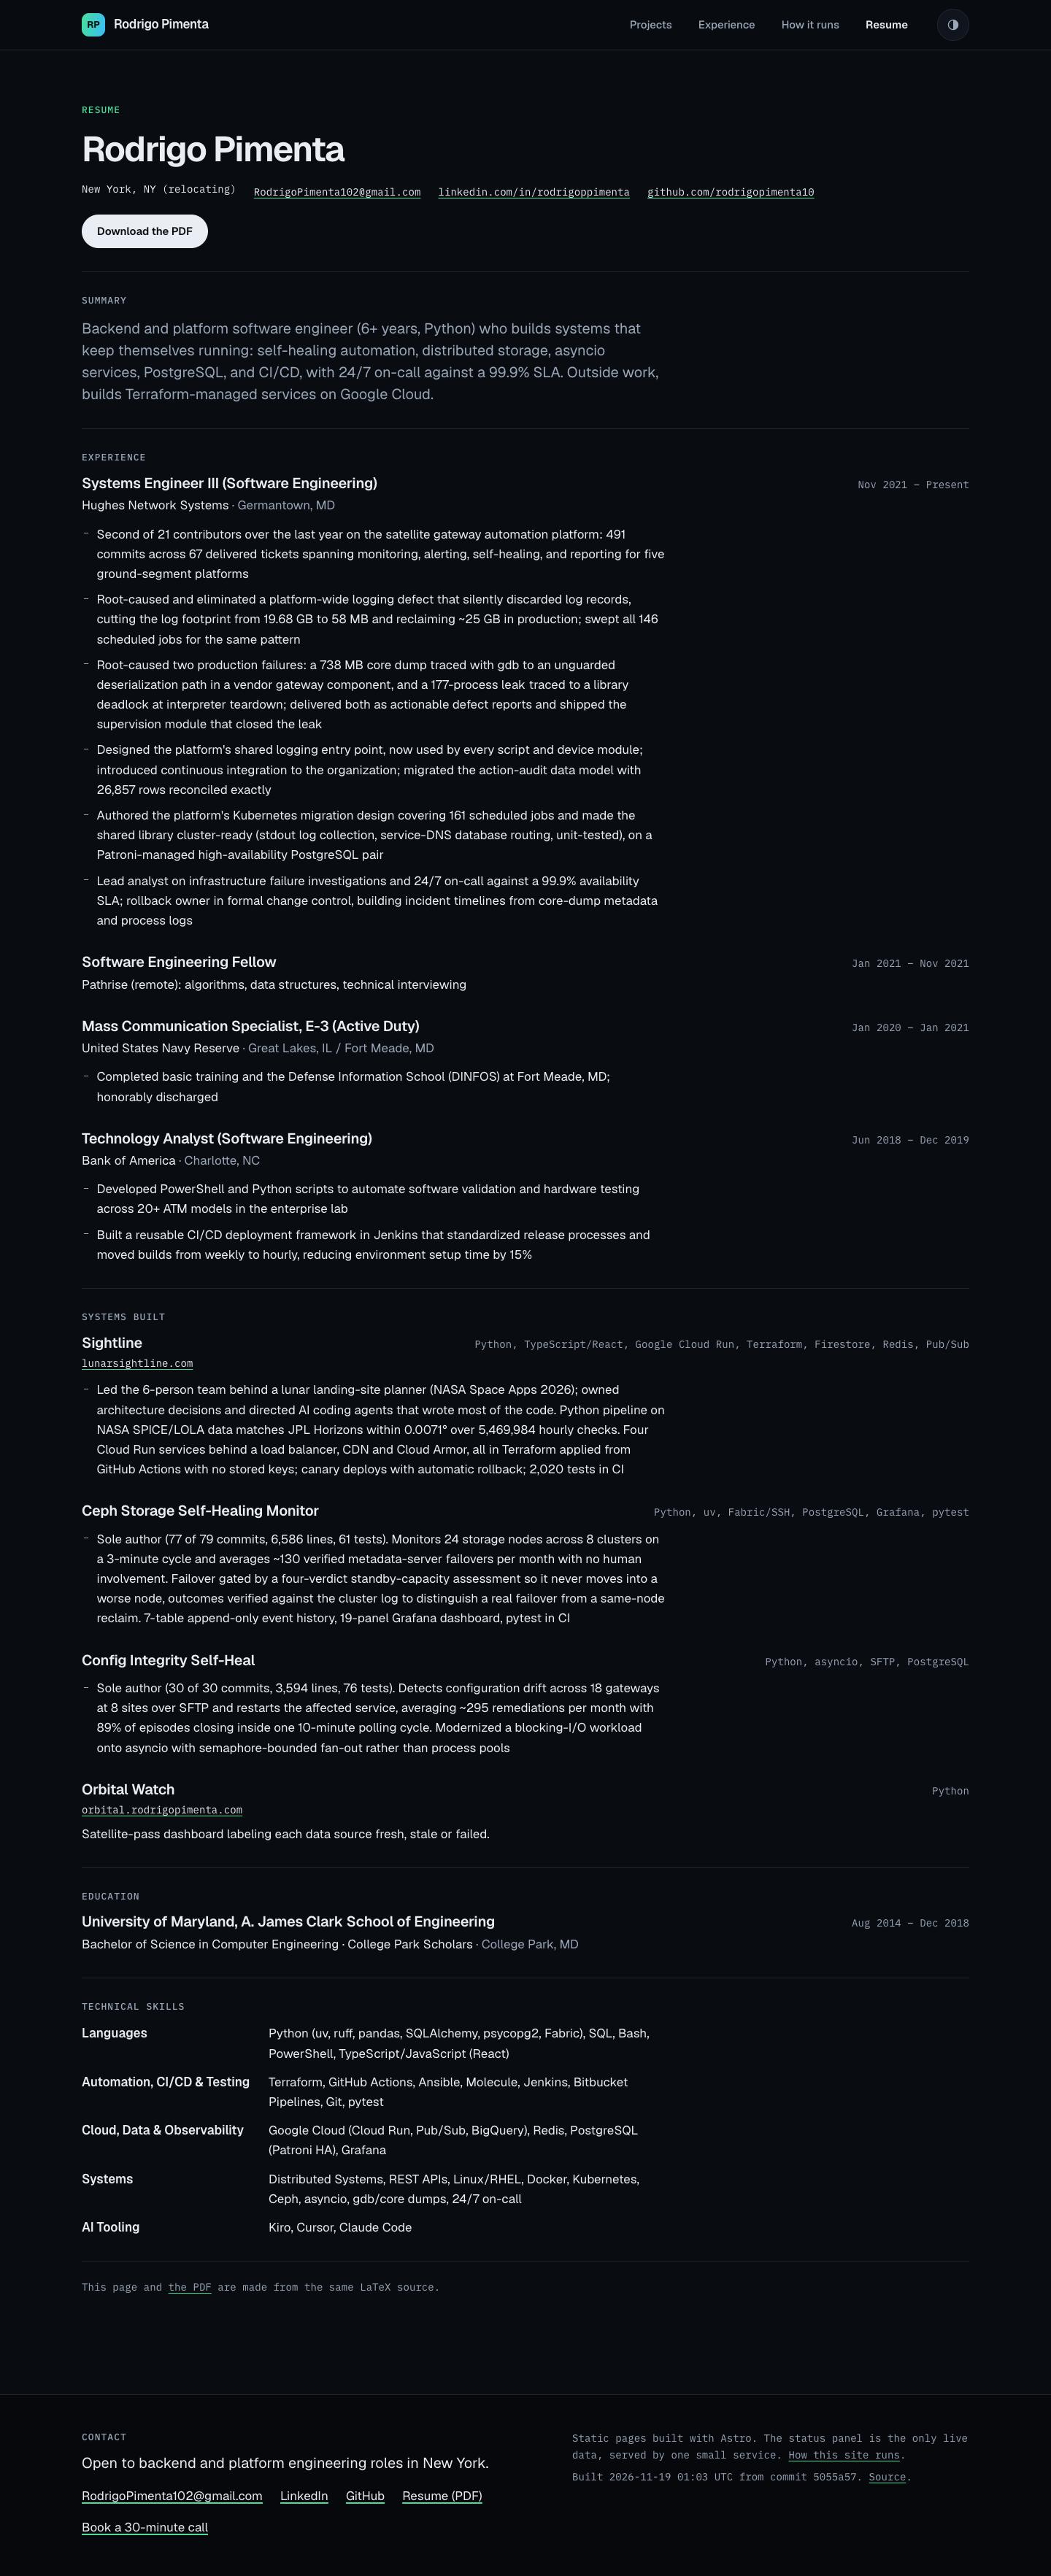 RP Rodrigo Pimenta Projects Experience How it runs Resume
RESUME
Rodrigo Pimenta
New York, NY (relocating) RodrigoPimenta102@gmail.com linkedin.com/in/rodrigoppimenta github.com/rodrigopimenta10
Download the PDF
SUMMARY
Backend and platform software engineer (6+ years, Python) who builds systems that
keep themselves running: self-healing automation, distributed storage, asyncio
services, PostgreSQL, and CI/CD, with 24/7 on-call against a 99.9% SLA. Outside work,
builds Terraform-managed services on Google Cloud.
EXPERIENCE
Systems Engineer III (Software Engineering) Nov 2021 – Present
Hughes Network Systems · Germantown, MD
– Second of 21 contributors over the last year on the satellite gateway automation platform: 491
commits across 67 delivered tickets spanning monitoring, alerting, self-healing, and reporting for five
ground-segment platforms
– Root-caused and eliminated a platform-wide logging defect that silently discarded log records,
cutting the log footprint from 19.68 GB to 58 MB and reclaiming ~25 GB in production; swept all 146
scheduled jobs for the same pattern
– Root-caused two production failures: a 738 MB core dump traced with gdb to an unguarded
deserialization path in a vendor gateway component, and a 177-process leak traced to a library
deadlock at interpreter teardown; delivered both as actionable defect reports and shipped the
supervision module that closed the leak
– Designed the platform's shared logging entry point, now used by every script and device module;
introduced continuous integration to the organization; migrated the action-audit data model with
26,857 rows reconciled exactly
– Authored the platform's Kubernetes migration design covering 161 scheduled jobs and made the
shared library cluster-ready (stdout log collection, service-DNS database routing, unit-tested), on a
Patroni-managed high-availability PostgreSQL pair
– Lead analyst on infrastructure failure investigations and 24/7 on-call against a 99.9% availability
SLA; rollback owner in formal change control, building incident timelines from core-dump metadata
and process logs
Software Engineering Fellow Jan 2021 – Nov 2021
Pathrise (remote): algorithms, data structures, technical interviewing
Mass Communication Specialist, E-3 (Active Duty) Jan 2020 – Jan 2021
United States Navy Reserve · Great Lakes, IL / Fort Meade, MD
– Completed basic training and the Defense Information School (DINFOS) at Fort Meade, MD;
honorably discharged
Technology Analyst (Software Engineering) Jun 2018 – Dec 2019
Bank of America · Charlotte, NC
– Developed PowerShell and Python scripts to automate software validation and hardware testing
across 20+ ATM models in the enterprise lab
– Built a reusable CI/CD deployment framework in Jenkins that standardized release processes and
moved builds from weekly to hourly, reducing environment setup time by 15%
SYSTEMS BUILT
Sightline Python, TypeScript/React, Google Cloud Run, Terraform, Firestore, Redis, Pub/Sub
lunarsightline.com
– Led the 6-person team behind a lunar landing-site planner (NASA Space Apps 2026); owned
architecture decisions and directed AI coding agents that wrote most of the code. Python pipeline on
NASA SPICE/LOLA data matches JPL Horizons within 0.0071° over 5,469,984 hourly checks. Four
Cloud Run services behind a load balancer, CDN and Cloud Armor, all in Terraform applied from
GitHub Actions with no stored keys; canary deploys with automatic rollback; 2,020 tests in CI
Ceph Storage Self-Healing Monitor Python, uv, Fabric/SSH, PostgreSQL, Grafana, pytest
– Sole author (77 of 79 commits, 6,586 lines, 61 tests). Monitors 24 storage nodes across 8 clusters on
a 3-minute cycle and averages ~130 verified metadata-server failovers per month with no human
involvement. Failover gated by a four-verdict standby-capacity assessment so it never moves into a
worse node, outcomes verified against the cluster log to distinguish a real failover from a same-node
reclaim. 7-table append-only event history, 19-panel Grafana dashboard, pytest in CI
Config Integrity Self-Heal Python, asyncio, SFTP, PostgreSQL
– Sole author (30 of 30 commits, 3,594 lines, 76 tests). Detects configuration drift across 18 gateways
at 8 sites over SFTP and restarts the affected service, averaging ~295 remediations per month with
89% of episodes closing inside one 10-minute polling cycle. Modernized a blocking-I/O workload
onto asyncio with semaphore-bounded fan-out rather than process pools
Orbital Watch Python
orbital.rodrigopimenta.com
Satellite-pass dashboard labeling each data source fresh, stale or failed.
EDUCATION
University of Maryland, A. James Clark School of Engineering Aug 2014 – Dec 2018
Bachelor of Science in Computer Engineering · College Park Scholars · College Park, MD
TECHNICAL SKILLS
Languages Python (uv, ruff, pandas, SQLAlchemy, psycopg2, Fabric), SQL, Bash,
PowerShell, TypeScript/JavaScript (React)
Automation, CI/CD & Testing Terraform, GitHub Actions, Ansible, Molecule, Jenkins, Bitbucket
Pipelines, Git, pytest
Cloud, Data & Observability Google Cloud (Cloud Run, Pub/Sub, BigQuery), Redis, PostgreSQL
(Patroni HA), Grafana
Systems Distributed Systems, REST APIs, Linux/RHEL, Docker, Kubernetes,
Ceph, asyncio, gdb/core dumps, 24/7 on-call
AI Tooling Kiro, Cursor, Claude Code
This page and the PDF are made from the same LaTeX source.
CONTACT
Open to backend and platform engineering roles in New York.
RodrigoPimenta102@gmail.com LinkedIn GitHub Resume (PDF)
Book a 30-minute call
Static pages built with Astro. The status panel is the only live
data, served by one small service. How this site runs.
Built 2026-11-19 01:03 UTC from commit 5055a57. Source.